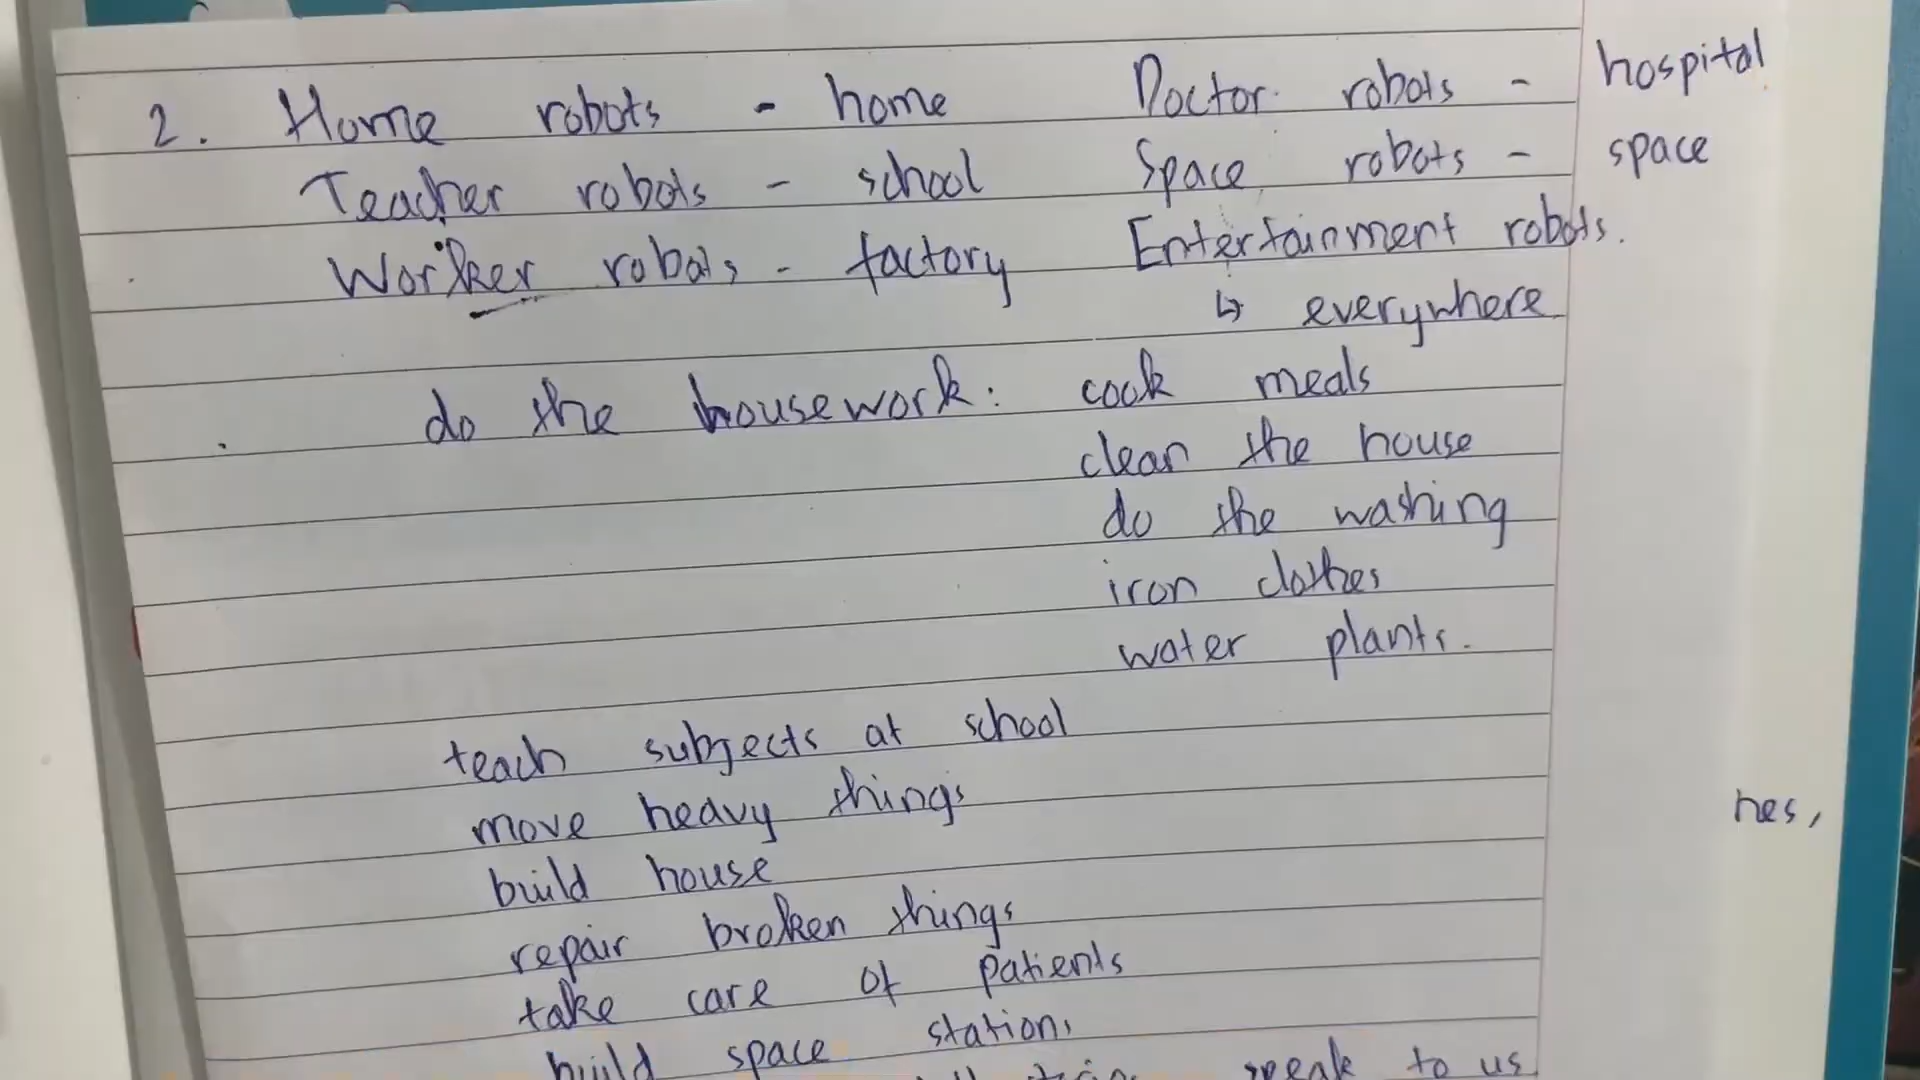 2. Home robots - home Doctor robots - hospital
Teacher robots - school Space robots - space
Worker robots - factory Entertainment robots.
↳ everywhere
do the housework: cook meals
clean the house
do the washing
iron clothes
water plants.
teach subjects at school
move heavy things
hes,
build house
repair broken things
take care of patients
build space stations
speak to us